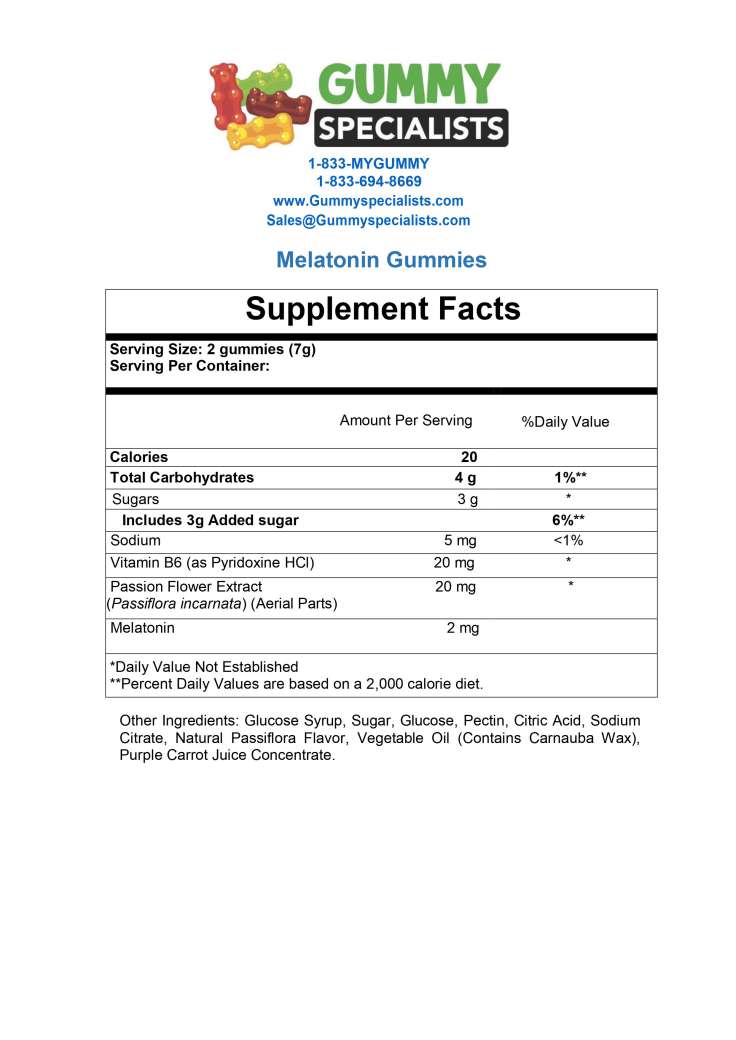 GUMMY
SPECIALISTS
1-833-MYGUMMY
1-833-694-8669
www.Gummyspecialists.com
Sales@Gummyspecialists.com
Melatonin Gummies
Supplement Facts
Serving Size: 2 gummies (7g)
Serving Per Container:
Amount Per Serving %Daily Value
Calories 20
Total Carbohydrates 4 g 1%**
Sugars 3 g *
Includes 3g Added sugar 6%**
Sodium 5 mg <1%
Vitamin B6 (as Pyridoxine HCl) 20 mg *
Passion Flower Extract 20 mg *
(Passiflora incarnata) (Aerial Parts)
Melatonin 2 mg
*Daily Value Not Established
**Percent Daily Values are based on a 2,000 calorie diet.
Other Ingredients: Glucose Syrup, Sugar, Glucose, Pectin, Citric Acid, Sodium
Citrate, Natural Passiflora Flavor, Vegetable Oil (Contains Carnauba Wax),
Purple Carrot Juice Concentrate.